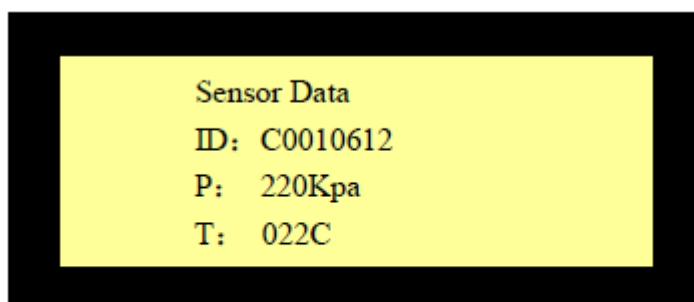 Sensor Data
ID： C0010612
P： 220Kpa
T： 022C